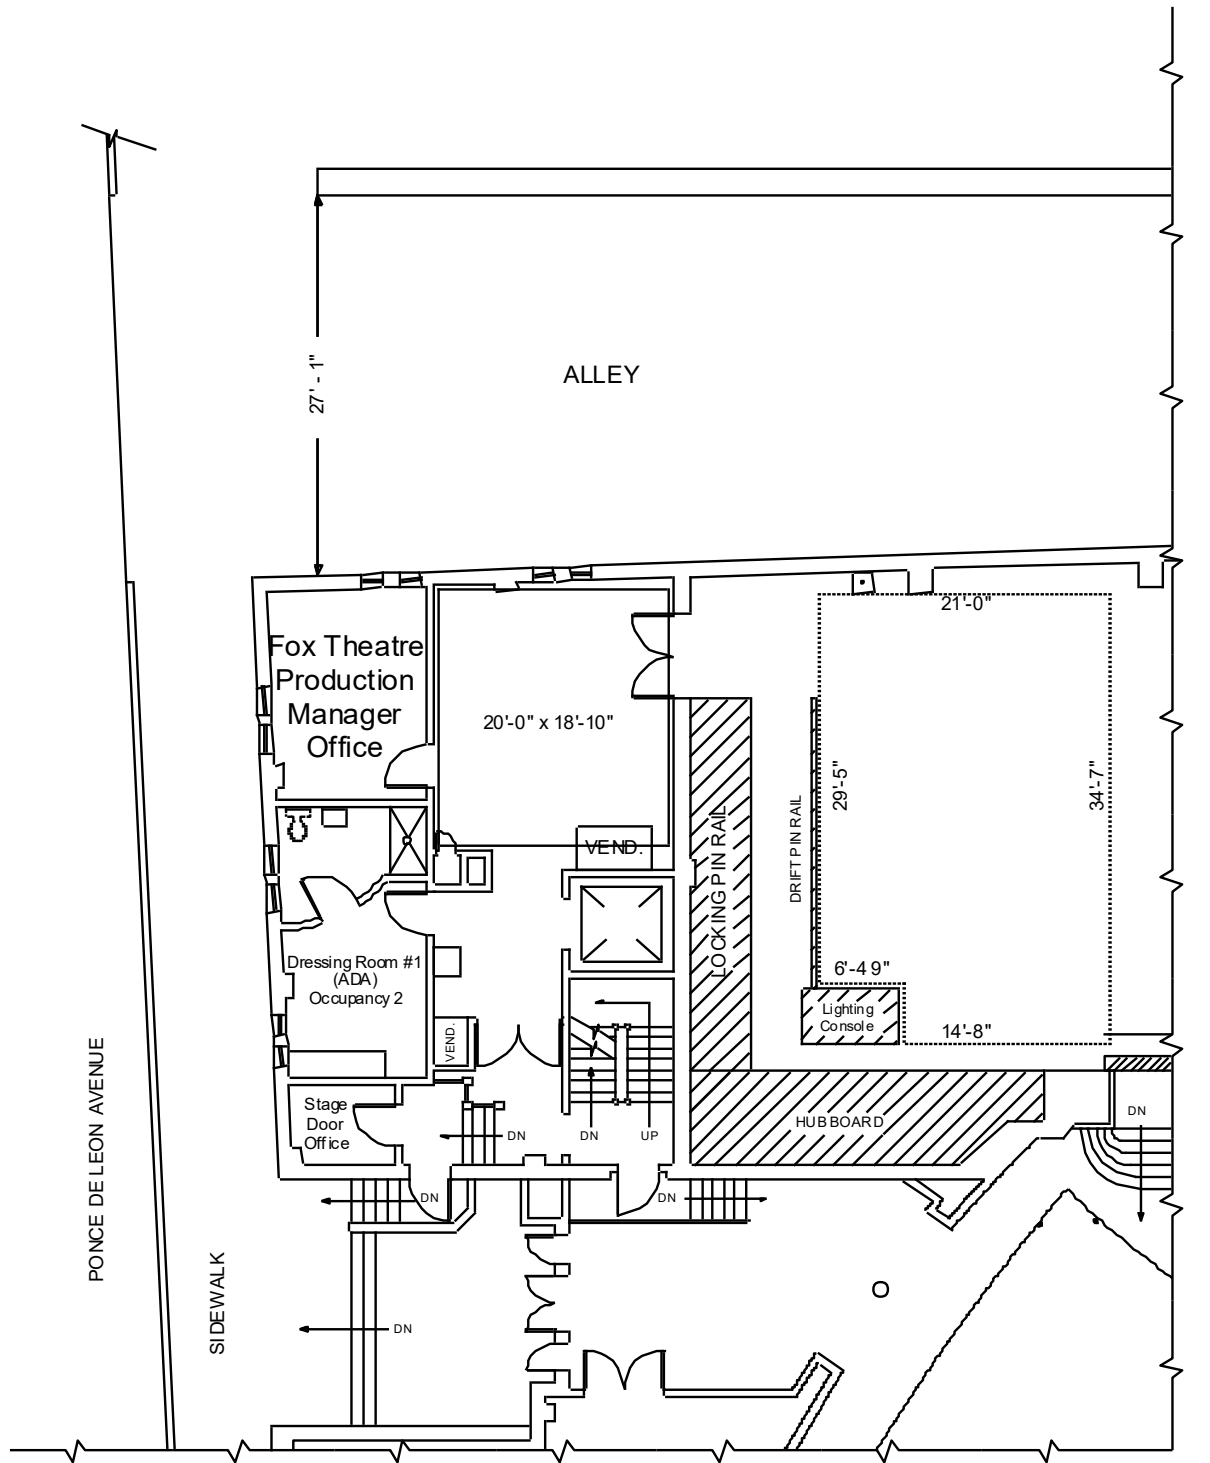 ALLEY
27' - 1"
21'-0"
Fox Theatre
Production
Manager
Office
20'-0" x 18'-10"
29'-5"
34'-7"
DRIFT PIN RAIL
LOCKING PIN RAIL
VEND.
Dressing Room #1
(ADA)
Occupancy 2
6'-4 9"
Lighting
Console
14'-8"
VEND.
Stage
Door
Office
DN
DN
UP
HUB BOARD
DN
DN
DN
DN
PONCE DE LEON AVENUE
SIDEWALK